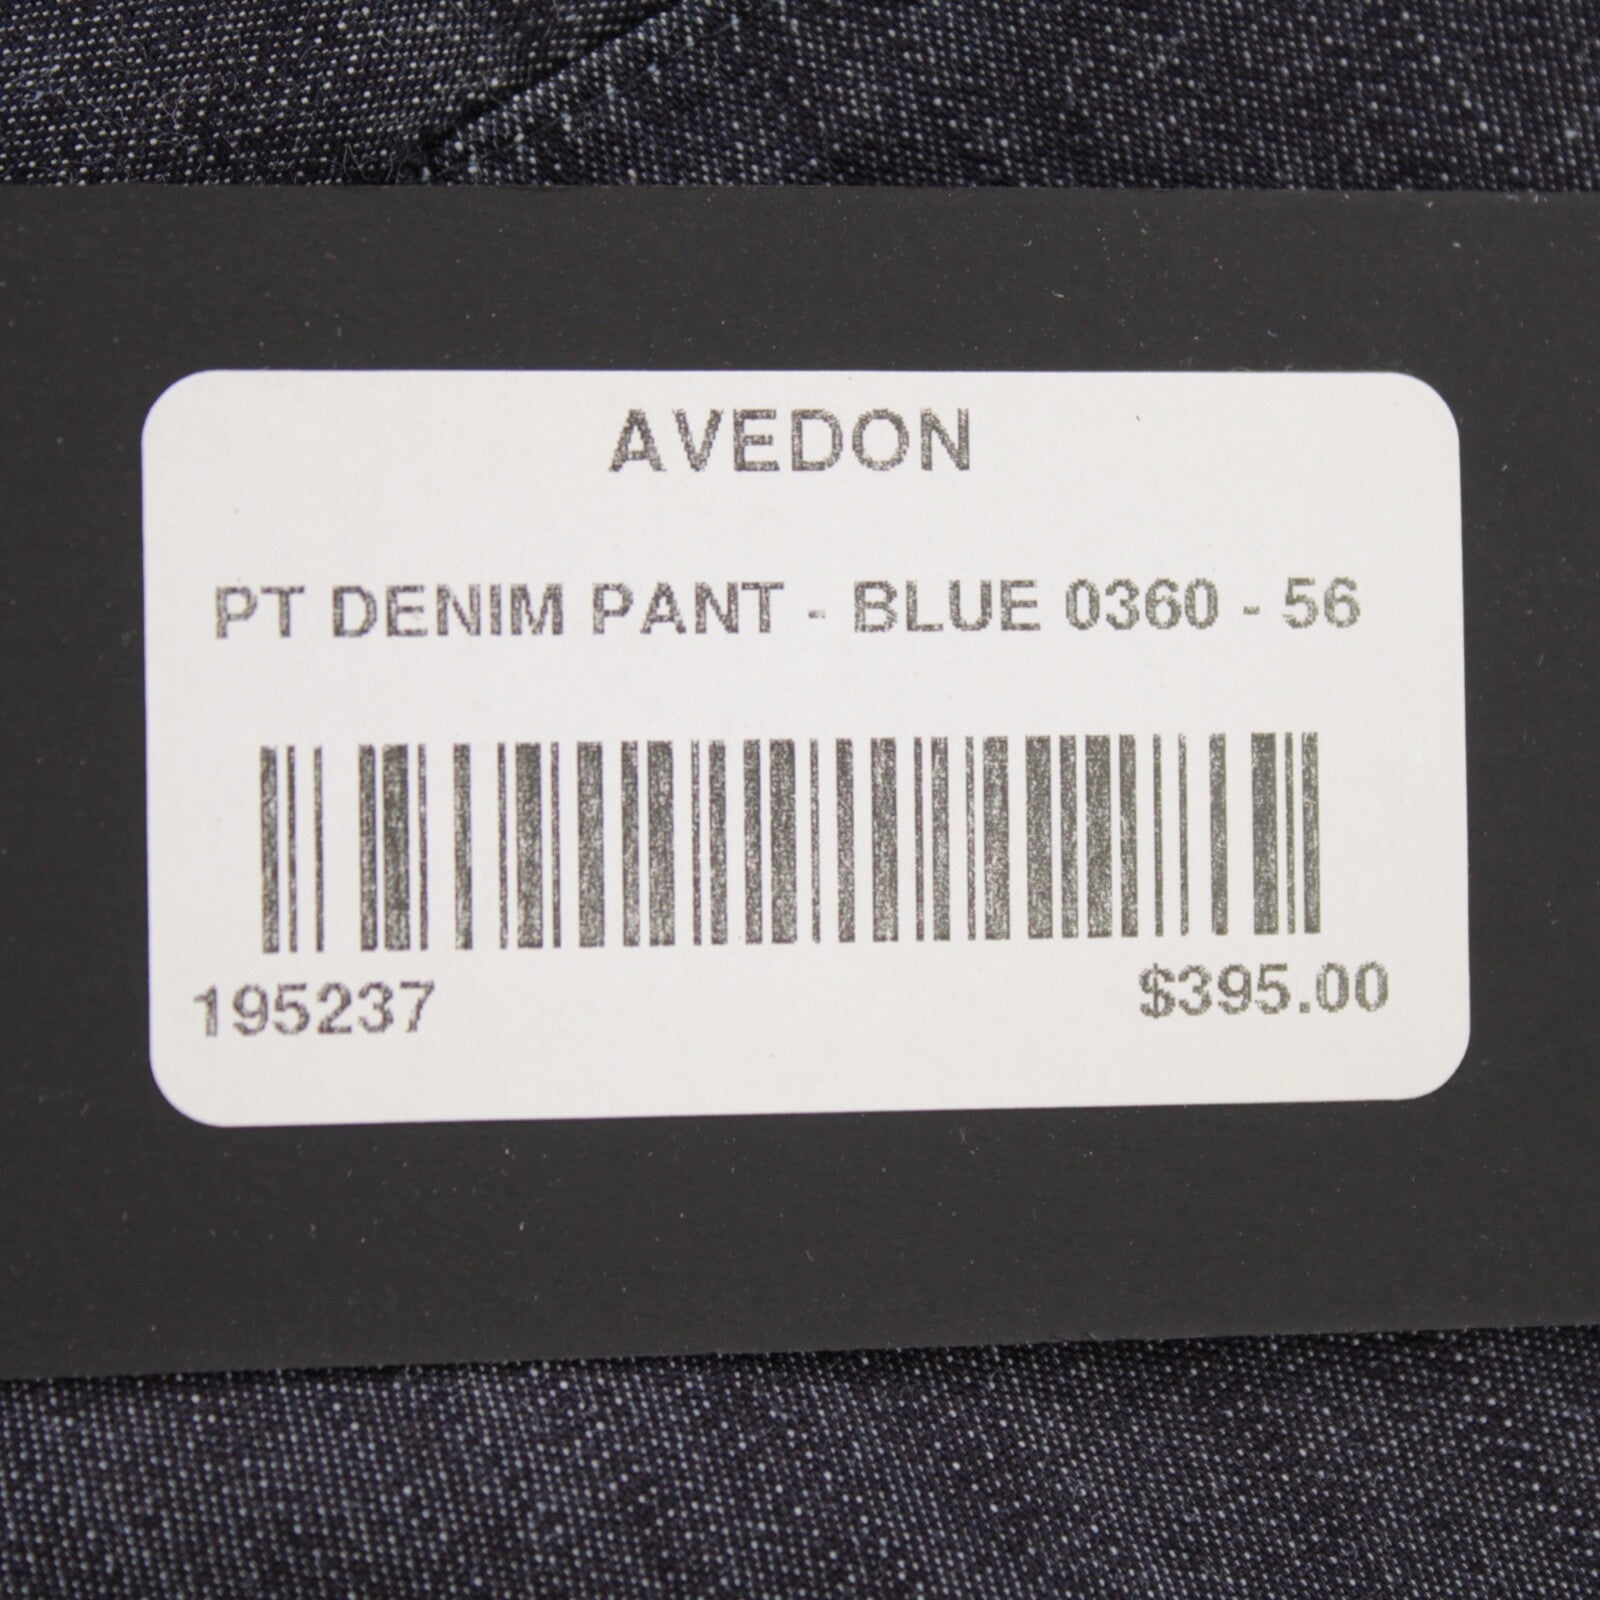 AVEDON
PT DENIM PANT - BLUE 0360 - 56
195237
$395.00